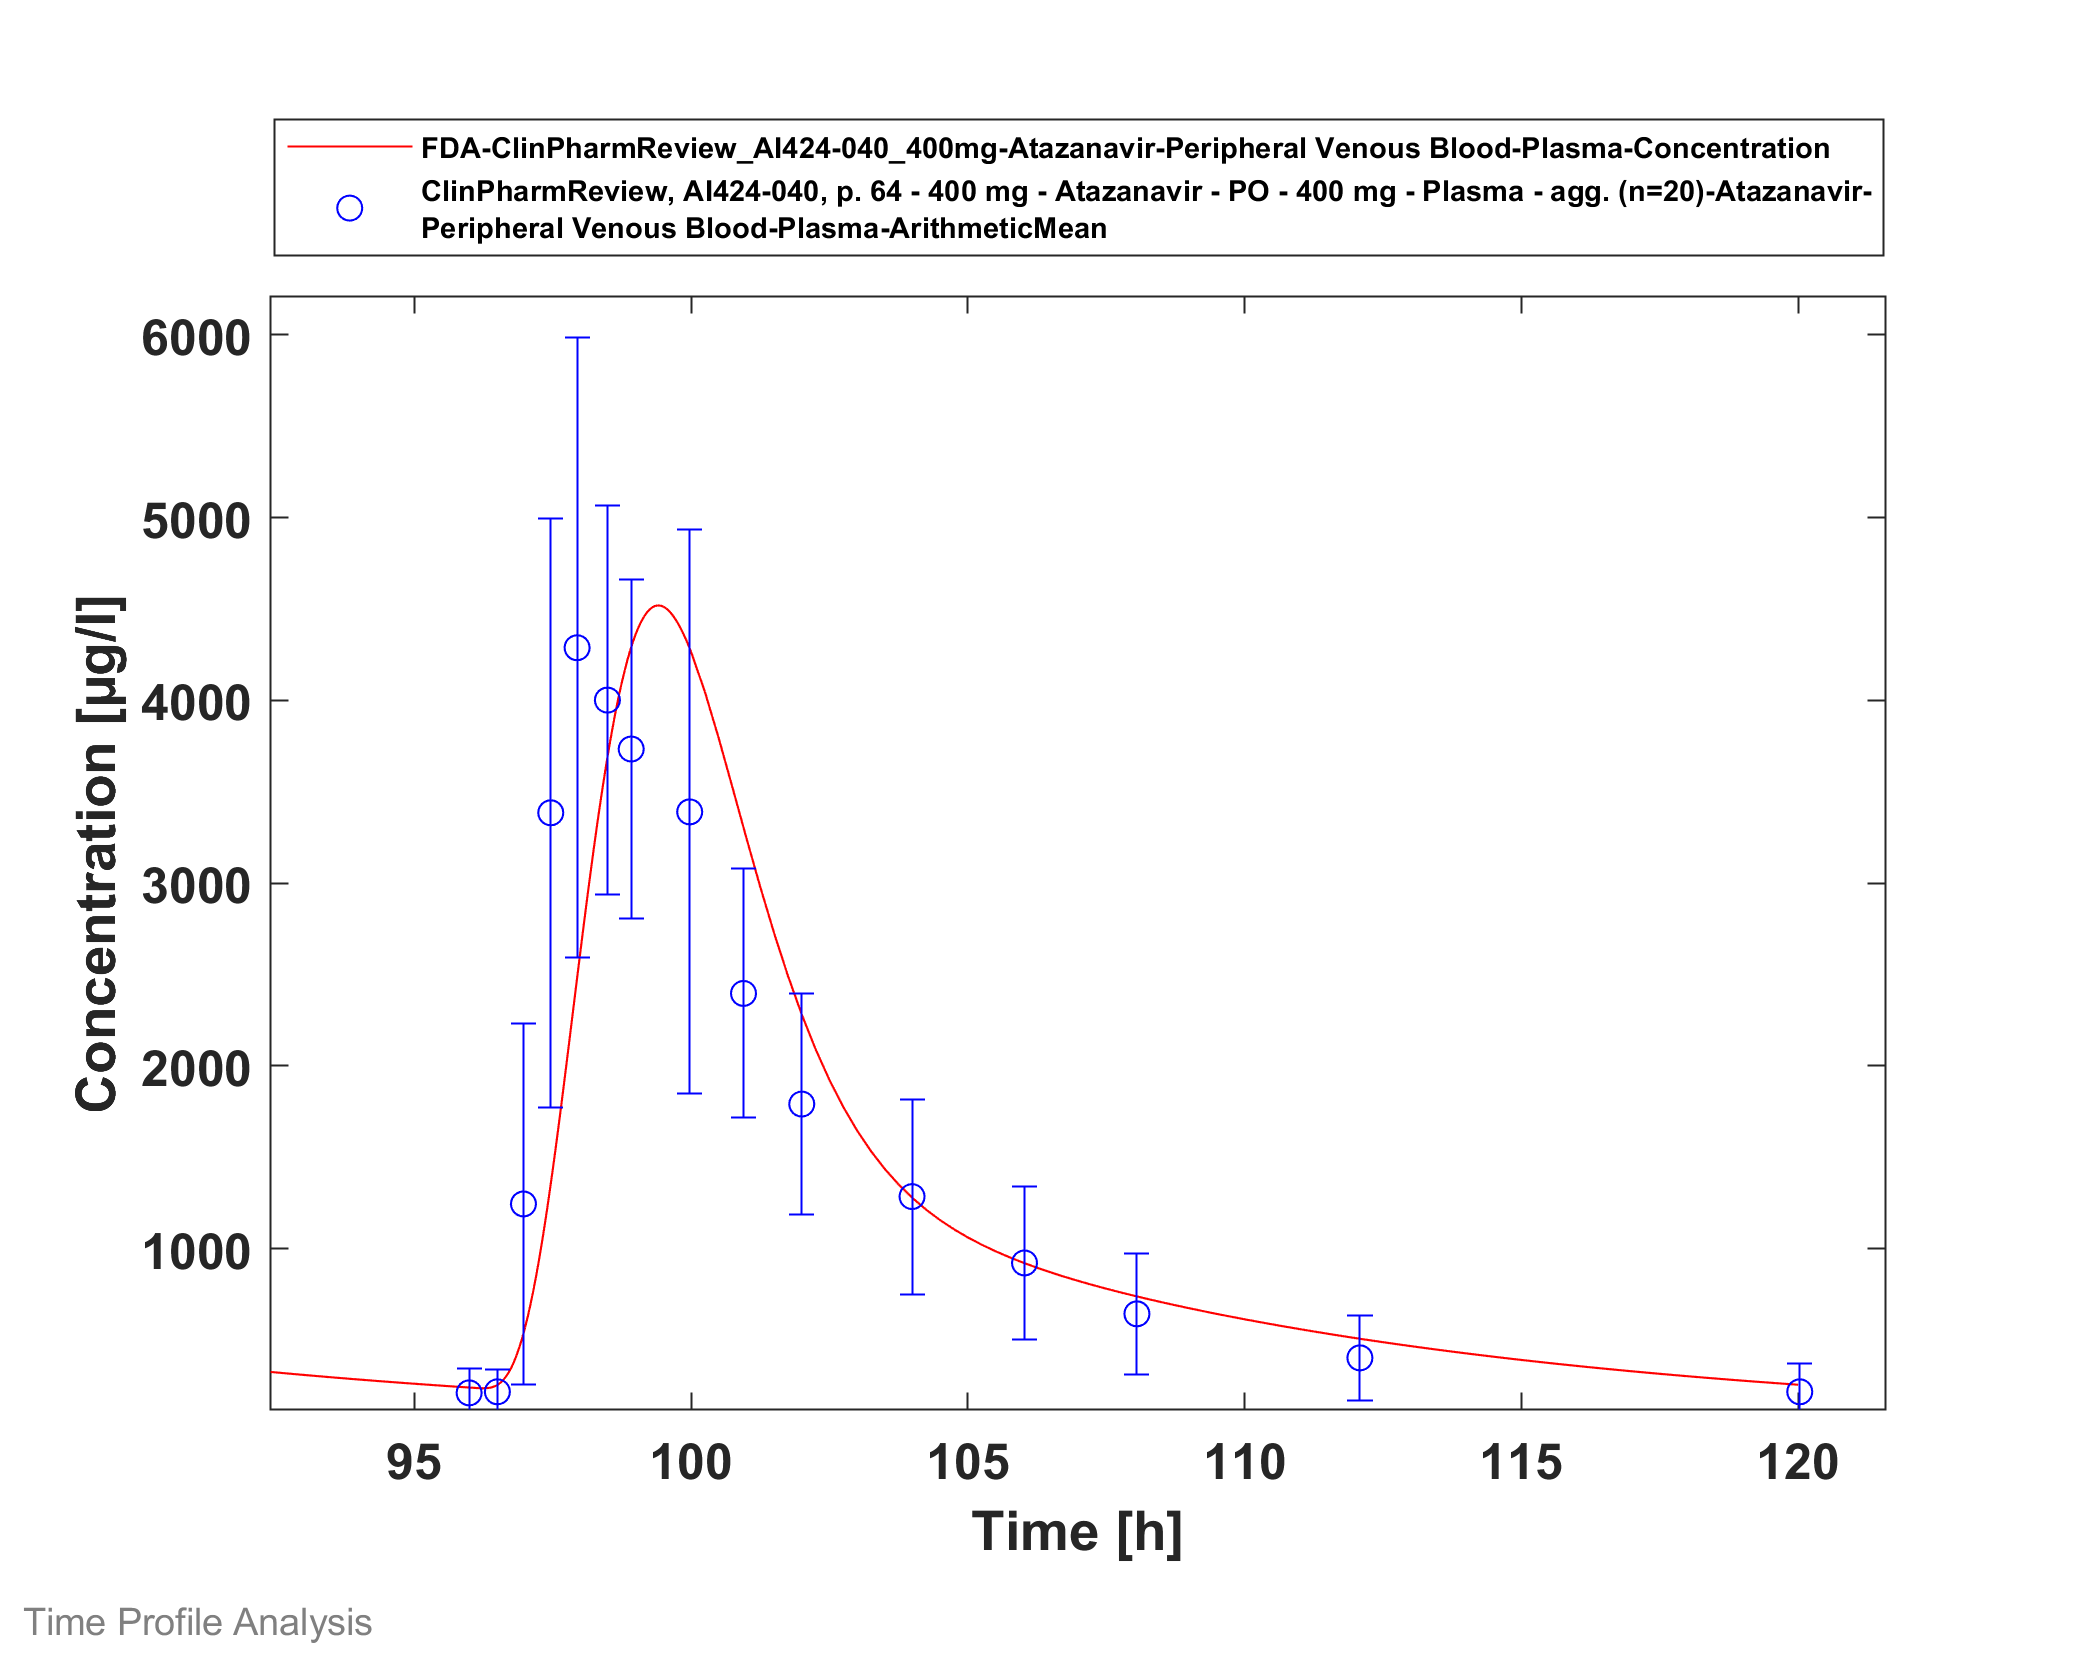 FDA-ClinPharmReview_AI424-040_400mg-Atazanavir-Peripheral Venous Blood-Plasma-Concentration
ClinPharmReview, AI424-040, p. 64 - 400 mg - Atazanavir - PO - 400 mg - Plasma - agg. (n=20)-Atazanavir-
Peripheral Venous Blood-Plasma-ArithmeticMean
6000
5000
4000
3000
2000
1000
Concentration [µg/l]
95 100 105 110 115 120
Time [h]
Time Profile Analysis